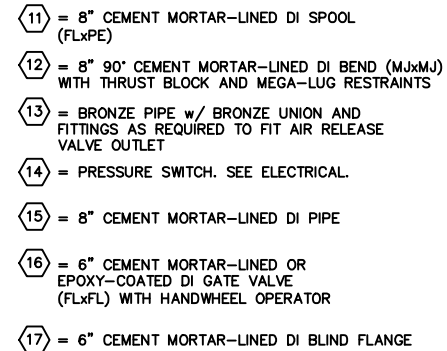 11 = 8" CEMENT MORTAR-LINED DI SPOOL
(FLxPE)
12 = 8" 90° CEMENT MORTAR-LINED DI BEND (MJxMJ)
WITH THRUST BLOCK AND MEGA-LUG RESTRAINTS
13 = BRONZE PIPE w/ BRONZE UNION AND
FITTINGS AS REQUIRED TO FIT AIR RELEASE
VALVE OUTLET
14 = PRESSURE SWITCH. SEE ELECTRICAL.
15 = 8" CEMENT MORTAR-LINED DI PIPE
16 = 6" CEMENT MORTAR-LINED OR
EPOXY-COATED DI GATE VALVE
(FLxFL) WITH HANDWHEEL OPERATOR
17 = 6" CEMENT MORTAR-LINED DI BLIND FLANGE